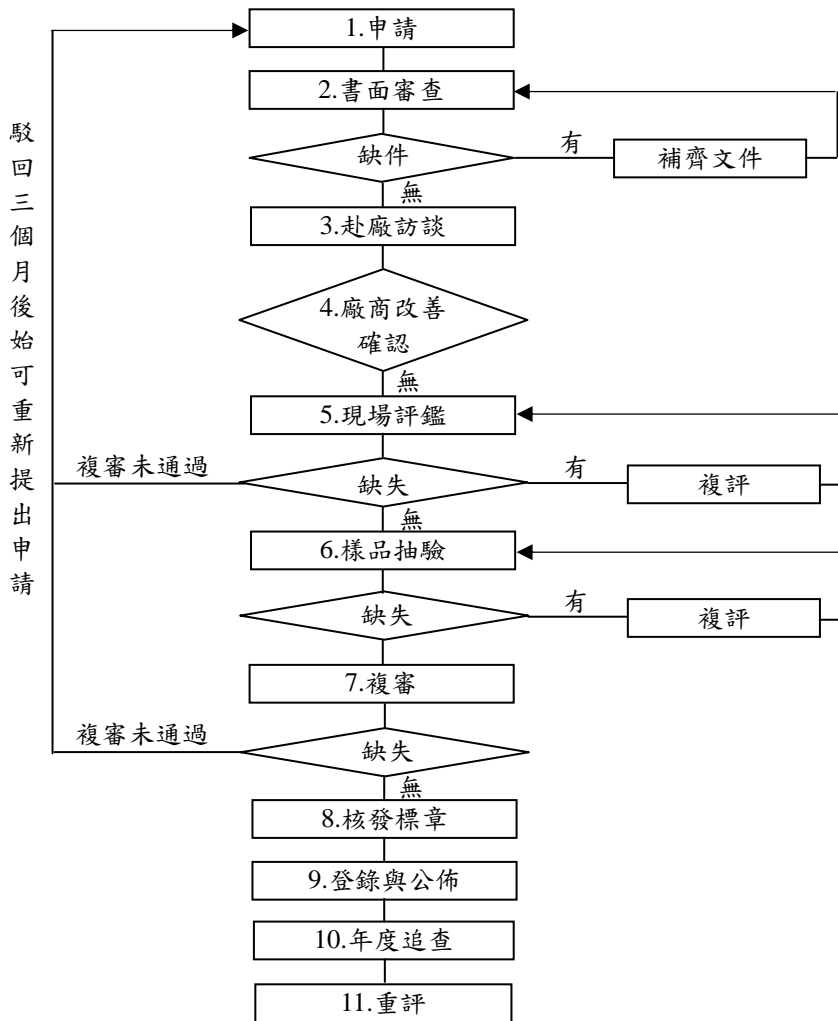 1.申請
2.書面審查
缺件
有
補齊文件
無
3.赴廠訪談
4.廠商改善
確認
無
5.現場評鑑
複審未通過
缺失
有
複評
無
6.樣品抽驗
缺失
有
複評
7.複審
複審未通過
缺失
無
8.核發標章
9.登錄與公佈
10.年度追查
11.重評
駁回三個月後始可重新提出申請